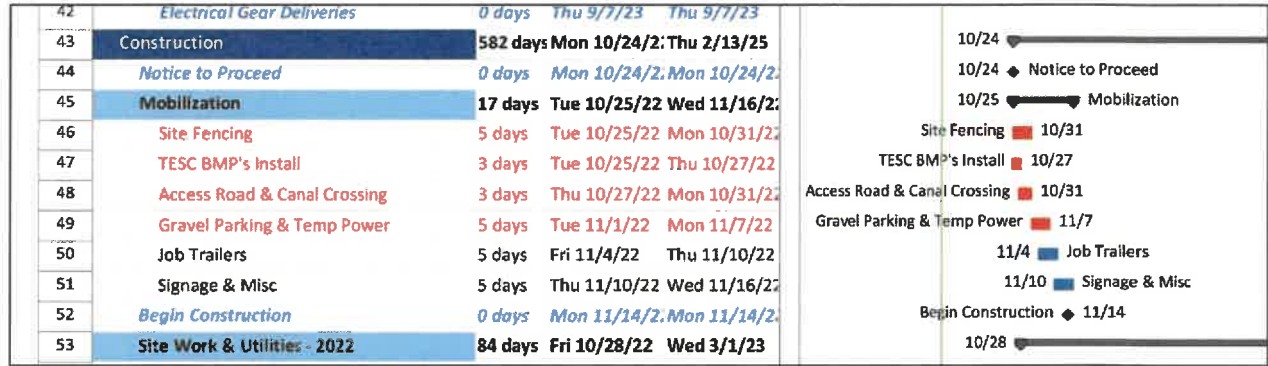 42 Electrical Gear Deliveries 0 days Thu 9/7/23 Thu 9/7/23
43 Construction 582 days Mon 10/24/2 Thu 2/13/25 10/24
44 Notice to Proceed 0 days Mon 10/24/2 Mon 10/24/2 10/24 Notice to Proceed
45 Mobilization 17 days Tue 10/25/22 Wed 11/16/22 10/25 Mobilization
46 Site Fencing 5 days Tue 10/25/22 Mon 10/31/22 Site Fencing 10/31
47 TESC BMP's Install 3 days Tue 10/25/22 Thu 10/27/22 TESC BMP's Install 10/27
48 Access Road & Canal Crossing 3 days Thu 10/27/22 Mon 10/31/22 Access Road & Canal Crossing 10/31
49 Gravel Parking & Temp Power 5 days Tue 11/1/22 Mon 11/7/22 Gravel Parking & Temp Power 11/7
50 Job Trailers 5 days Fri 11/4/22 Thu 11/10/22 11/4 Job Trailers
51 Signage & Misc 5 days Thu 11/10/22 Wed 11/16/22 11/10 Signage & Misc
52 Begin Construction 0 days Mon 11/14/2 Mon 11/14/2 Begin Construction 11/14
53 Site Work & Utilities - 2022 84 days Fri 10/28/22 Wed 3/1/23 10/28